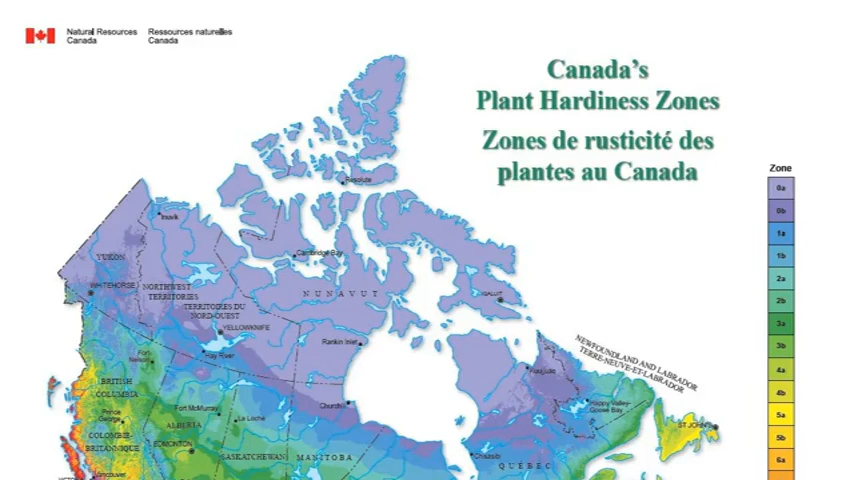 Natural Resources Canada
Ressources naturelles Canada
Canada's
Plant Hardiness Zones
Zones de rusticité des
plantes au Canada
Zone
0a
0b
1a
1b
2a
2b
3a
3b
4a
4b
5a
5b
6a
Resolute
Inuvik
Cambridge Bay
YUKON
WHITEHORSE
NORTHWEST
TERRITORIES
TERRITOIRES DU
NORD-OUEST
NUNAVUT
IQALUIT
YELLOWKNIFE
Hay River
Rankin Inlet
NEWFOUNDLAND AND LABRADOR
TERRE-NEUVE-ET-LABRADOR
Fort
Nelson
Kuujjuaq
BRITISH
COLUMBIA
Fort McMurray
La Loche
Churchill
Happy Valley-
Goose Bay
Prince
George
ALBERTA
ST JOHN'S
COLOMBIE-
BRITANNIQUE
EDMONTON
SASKATCHEWAN
MANITOBA
Chisasibi
QUÉBEC
Vancouver